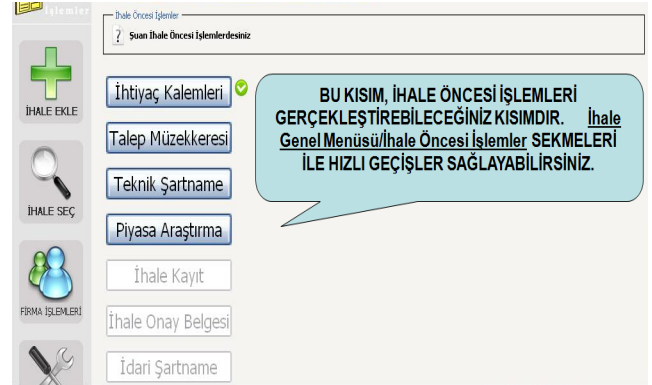 İşlemler
İhale Öncesi İşlemler
? Şuan İhale Öncesi İşlemlerdesiniz
İHALE EKLE
İHALE SEÇ
FİRMA İŞLEMLERİ
İhtiyaç Kalemleri
Talep Müzekkeresi
Teknik Şartname
Piyasa Araştırma
İhale Kayıt
İhale Onay Belgesi
İdari Şartname
BU KISIM, İHALE ÖNCESİ İŞLEMLERİ
GERÇEKLEŞTİREBİLECEĞİNİZ KISIMDIR. İhale
Genel Menüsü/İhale Öncesi İşlemler SEKMELERİ
İLE HIZLI GEÇİŞLER SAĞLAYABİLİRSİNİZ.